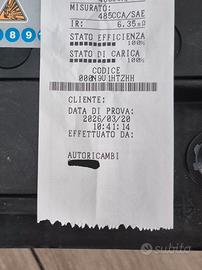 MISURATO:
485CCA/SAE
IR: 6.35mΩ
STATO EFFICIENZA
100%
STATO DI CARICA
100%
CODICE
000N9U1HTZHH
CLIENTE:
DATA DI PROVA:
2026/03/20
10:41:14
EFFETTUATO DA:
AUTORICAMBI
089
subito